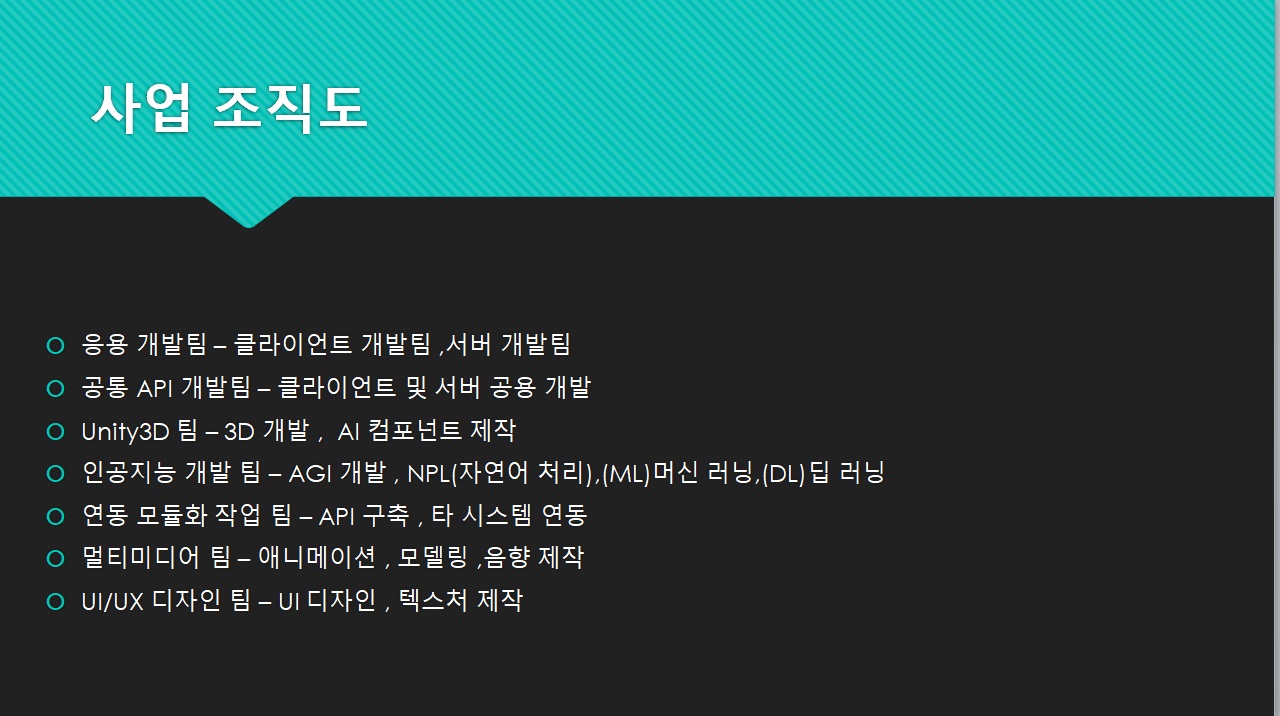 사업 조직도
응용 개발팀 – 클라이언트 개발팀 ,서버 개발팀
공통 API 개발팀 – 클라이언트 및 서버 공용 개발
Unity3D 팀 – 3D 개발 ,  AI 컴포넌트 제작
인공지능 개발 팀 – AGI 개발 , NPL(자연어 처리),(ML)머신 러닝,(DL)딥 러닝
연동 모듈화 작업 팀 – API 구축 , 타 시스템 연동
멀티미디어 팀 – 애니메이션 , 모델링 ,음향 제작
UI/UX 디자인 팀 – UI 디자인 , 텍스처 제작